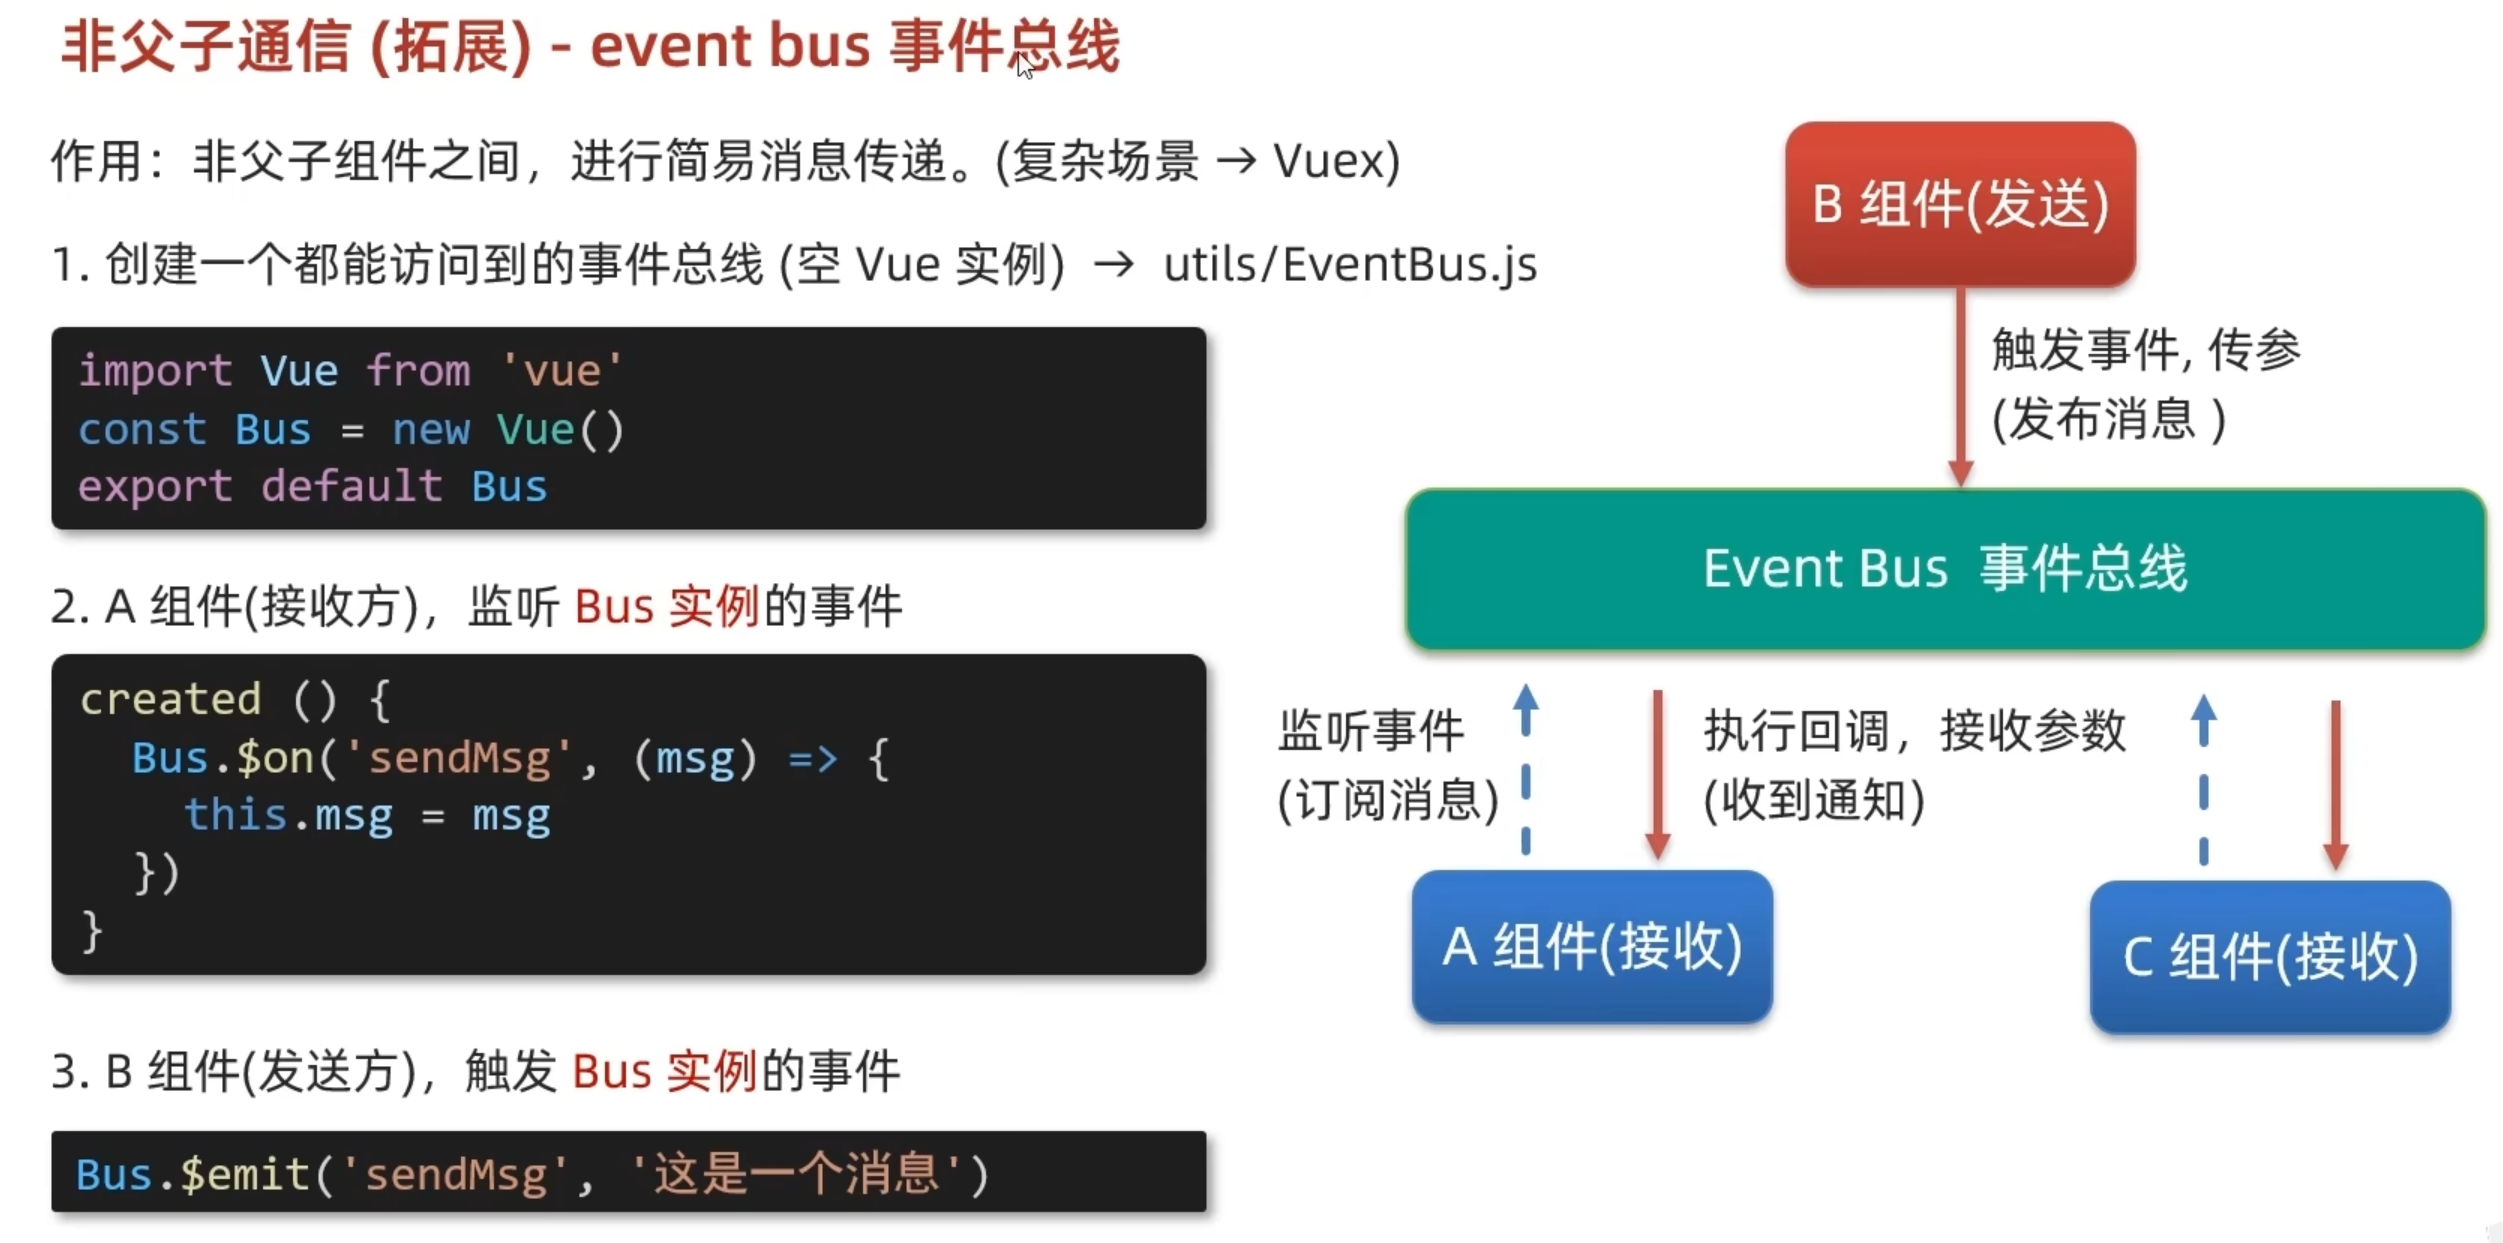 非父子通信 (拓展) - event bus 事件总线
作用：非父子组件之间，进行简易消息传递。(复杂场景 → Vuex)
1. 创建一个都能访问到的事件总线 (空 Vue 实例) → utils/EventBus.js
import Vue from 'vue'
const Bus = new Vue()
export default Bus
2. A 组件(接收方)，监听 Bus 实例的事件
created () {
  Bus.$on('sendMsg', (msg) => {
    this.msg = msg
  })
}
3. B 组件(发送方)，触发 Bus 实例的事件
Bus.$emit('sendMsg', '这是一个消息')
B 组件(发送)
触发事件, 传参
(发布消息 )
Event Bus 事件总线
监听事件
(订阅消息)
执行回调，接收参数
(收到通知)
A 组件(接收)
C 组件(接收)